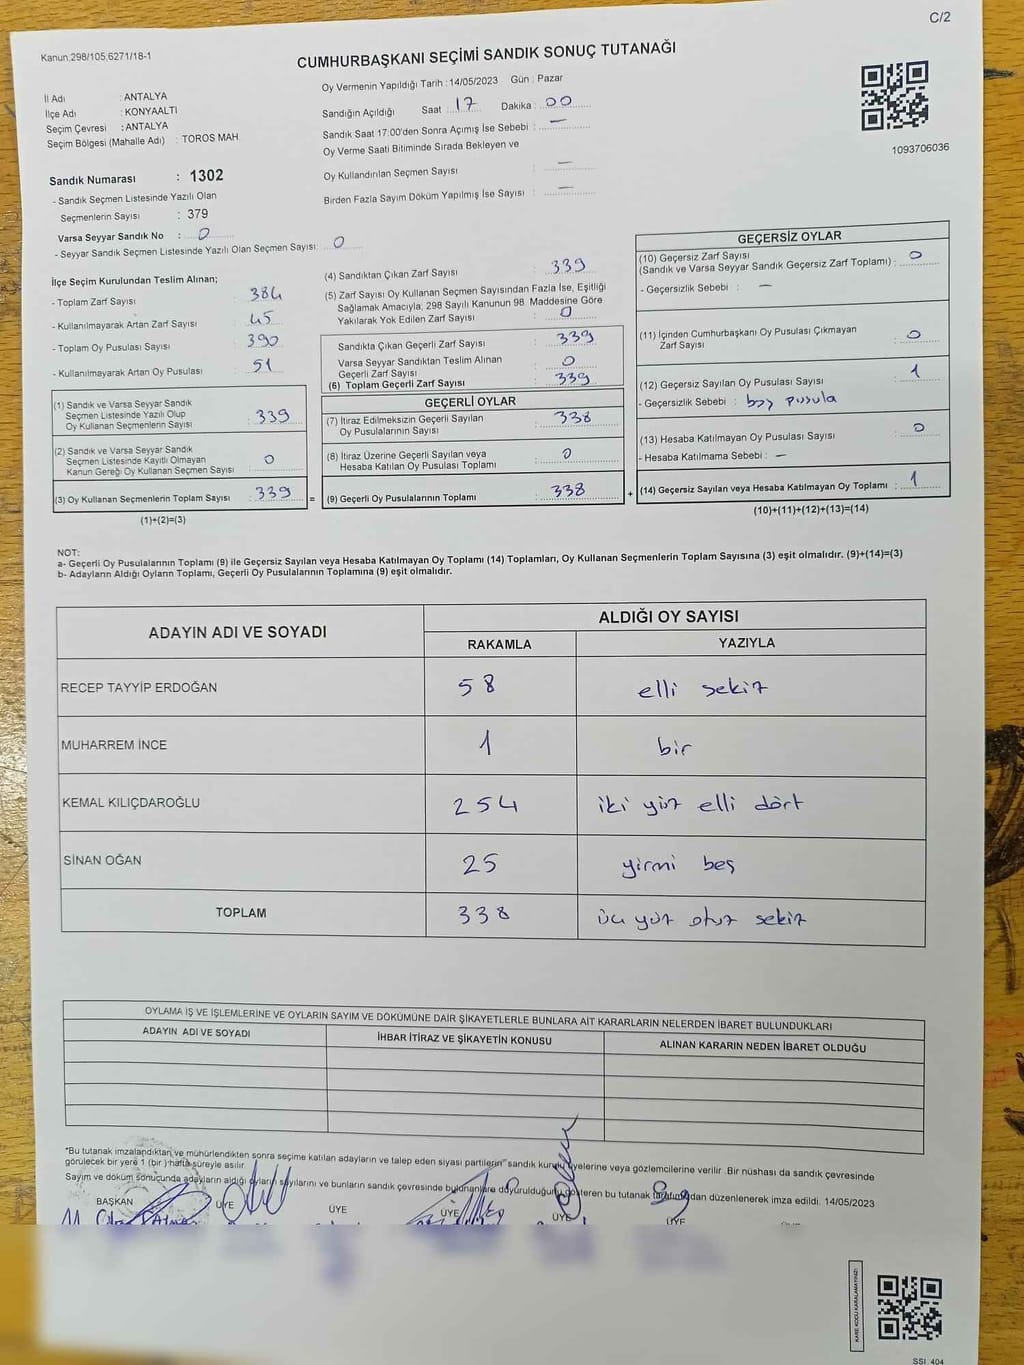 C/2
Kanun,298/105,6271/18-1
CUMHURBAŞKANI SEÇİMİ SANDIK SONUÇ TUTANAĞI
İl Adı : ANTALYA
İlçe Adı : KONYAALTI
Seçim Çevresi : ANTALYA
Seçim Bölgesi (Mahalle Adı) : TOROS MAH.
Oy Vermenin Yapıldığı Tarih : 14/05/2023 Gün : Pazar
Sandığın Açıldığı Saat : 17 Dakika : 00
Sandık Saat 17:00'den Sonra Açımış İse Sebebi : —
Oy Verme Saati Bitiminde Sırada Bekleyen ve
Oy Kullandırılan Seçmen Sayısı : —
Birden Fazla Sayım Döküm Yapılmış İse Sayısı : —
1093706036
Sandık Numarası : 1302
- Sandık Seçmen Listesinde Yazılı Olan
Seçmenlerin Sayısı : 379
Varsa Seyyar Sandık No : 0
- Seyyar Sandık Seçmen Listesinde Yazılı Olan Seçmen Sayısı: 0
İlçe Seçim Kurulundan Teslim Alınan;
- Toplam Zarf Sayısı : 384
- Kullanılmayarak Artan Zarf Sayısı : 45
- Toplam Oy Pusulası Sayısı : 390
- Kullanılmayarak Artan Oy Pusulası : 51
(1) Sandık ve Varsa Seyyar Sandık
Seçmen Listesinde Yazılı Olup
Oy Kullanan Seçmenlerin Sayısı : 339
(2) Sandık ve Varsa Seyyar Sandık
Seçmen Listesinde Kayıtlı Olmayan
Kanun Gereği Oy Kullanan Seçmen Sayısı : 0
(3) Oy Kullanan Seçmenlerin Toplam Sayısı : 339
(1)+(2)=(3)
(4) Sandıktan Çıkan Zarf Sayısı : 339
(5) Zarf Sayısı Oy Kullanan Seçmen Sayısından Fazla İse, Eşitliği
Sağlamak Amacıyla, 298 Sayılı Kanunun 98. Maddesine Göre
Yakılarak Yok Edilen Zarf Sayısı : 0
Sandıkta Çıkan Geçerli Zarf Sayısı : 339
Varsa Seyyar Sandıktan Teslim Alınan
Geçerli Zarf Sayısı : 0
(6) Toplam Geçerli Zarf Sayısı : 339
GEÇERLİ OYLAR
(7) İtiraz Edilmeksizin Geçerli Sayılan
Oy Pusulalarının Sayısı : 338
(8) İtiraz Üzerine Geçerli Sayılan veya
Hesaba Katılan Oy Pusulası Toplamı : 0
= (9) Geçerli Oy Pusulalarının Toplamı : 338
GEÇERSİZ OYLAR
(10) Geçersiz Zarf Sayısı
(Sandık ve Varsa Seyyar Sandık Geçersiz Zarf Toplamı) : 0
- Geçersizlik Sebebi : —
(11) İçinden Cumhurbaşkanı Oy Pusulası Çıkmayan
Zarf Sayısı : 0
(12) Geçersiz Sayılan Oy Pusulası Sayısı : 1
- Geçersizlik Sebebi : boş pusula
(13) Hesaba Katılmayan Oy Pusulası Sayısı : 0
- Hesaba Katılmama Sebebi : —
+ (14) Geçersiz Sayılan veya Hesaba Katılmayan Oy Toplamı : 1
(10)+(11)+(12)+(13)=(14)
NOT:
a- Geçerli Oy Pusulalarının Toplamı (9) ile Geçersiz Sayılan veya Hesaba Katılmayan Oy Toplamı (14) Toplamları, Oy Kullanan Seçmenlerin Toplam Sayısına (3) eşit olmalıdır. (9)+(14)=(3)
b- Adayların Aldığı Oyların Toplamı, Geçerli Oy Pusulalarının Toplamına (9) eşit olmalıdır.
ADAYIN ADI VE SOYADI
ALDIĞI OY SAYISI
RAKAMLA YAZIYLA
RECEP TAYYİP ERDOĞAN 58 elli sekiz
MUHARREM İNCE 1 bir
KEMAL KILIÇDAROĞLU 254 iki yüz elli dört
SİNAN OĞAN 25 yirmi beş
TOPLAM 338 üç yüz otuz sekiz
OYLAMA İŞ VE İŞLEMLERİNE VE OYLARIN SAYIM VE DÖKÜMÜNE DAİR ŞİKAYETLERLE BUNLARA AİT KARARLARIN NELERDEN İBARET BULUNDUKLARI
ADAYIN ADI VE SOYADI İHBAR İTİRAZ VE ŞİKAYETİN KONUSU ALINAN KARARIN NEDEN İBARET OLDUĞU
"Bu tutanak imzalandıktan ve mühürlendikten sonra seçime katılan adayların ve talep eden siyasi partilerin" sandık kurulu üyelerine veya gözlemcilerine verilir. Bir nüshası da sandık çevresinde
görülecek bir yere 1 (bir) hafta süreyle asılır.
Sayım ve döküm sonucunda adayların aldığı oyların sayılarını ve bunların sandık çevresinde bulunanlara duyurulduğunu gösteren bu tutanak tarafımızdan düzenlenerek imza edildi. 14/05/2023
BAŞKAN ÜYE ÜYE ÜYE ÜYE ÜYE
KARE KODU KARALAMAYINIZ!
SSI_404